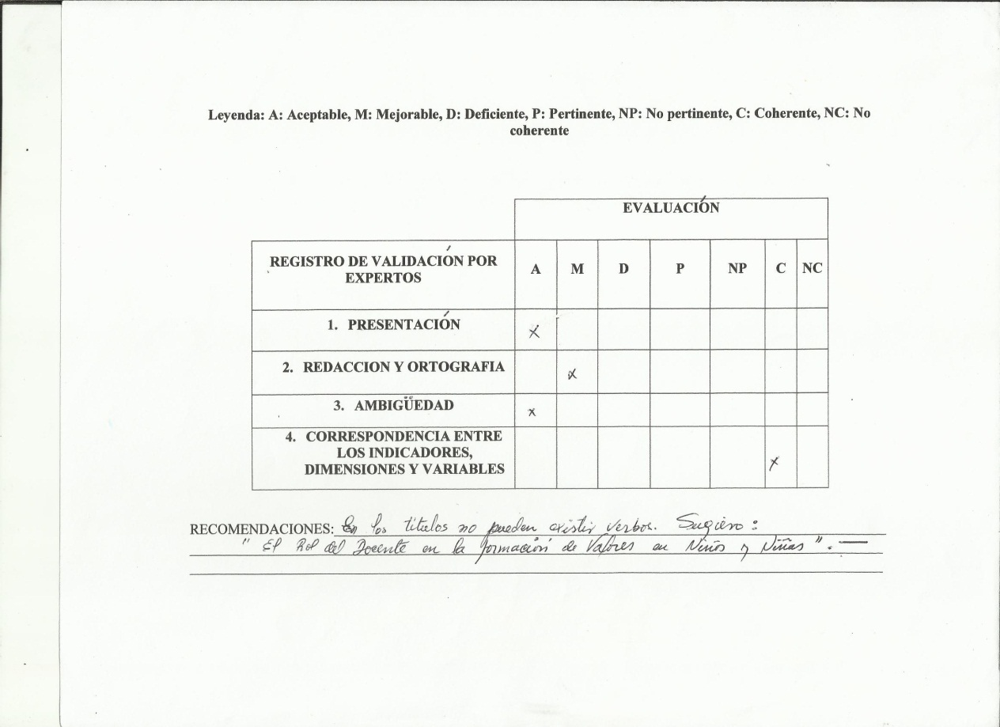 Leyenda: A: Aceptable, M: Mejorable, D: Deficiente, P: Pertinente, NP: No pertinente, C: Coherente, NC: No
coherente
EVALUACIÓN
REGISTRO DE VALIDACIÓN POR
EXPERTOS
A M D P NP C NC
1. PRESENTACIÓN X
2. REDACCION Y ORTOGRAFIA X
3. AMBIGÜEDAD X
4. CORRESPONDENCIA ENTRE
LOS INDICADORES,
DIMENSIONES Y VARIABLES X
RECOMENDACIONES: En los títulos no pueden existir verbos. Sugiero:
"El Rol del Docente en la formación de Valores en Niños y Niñas". —